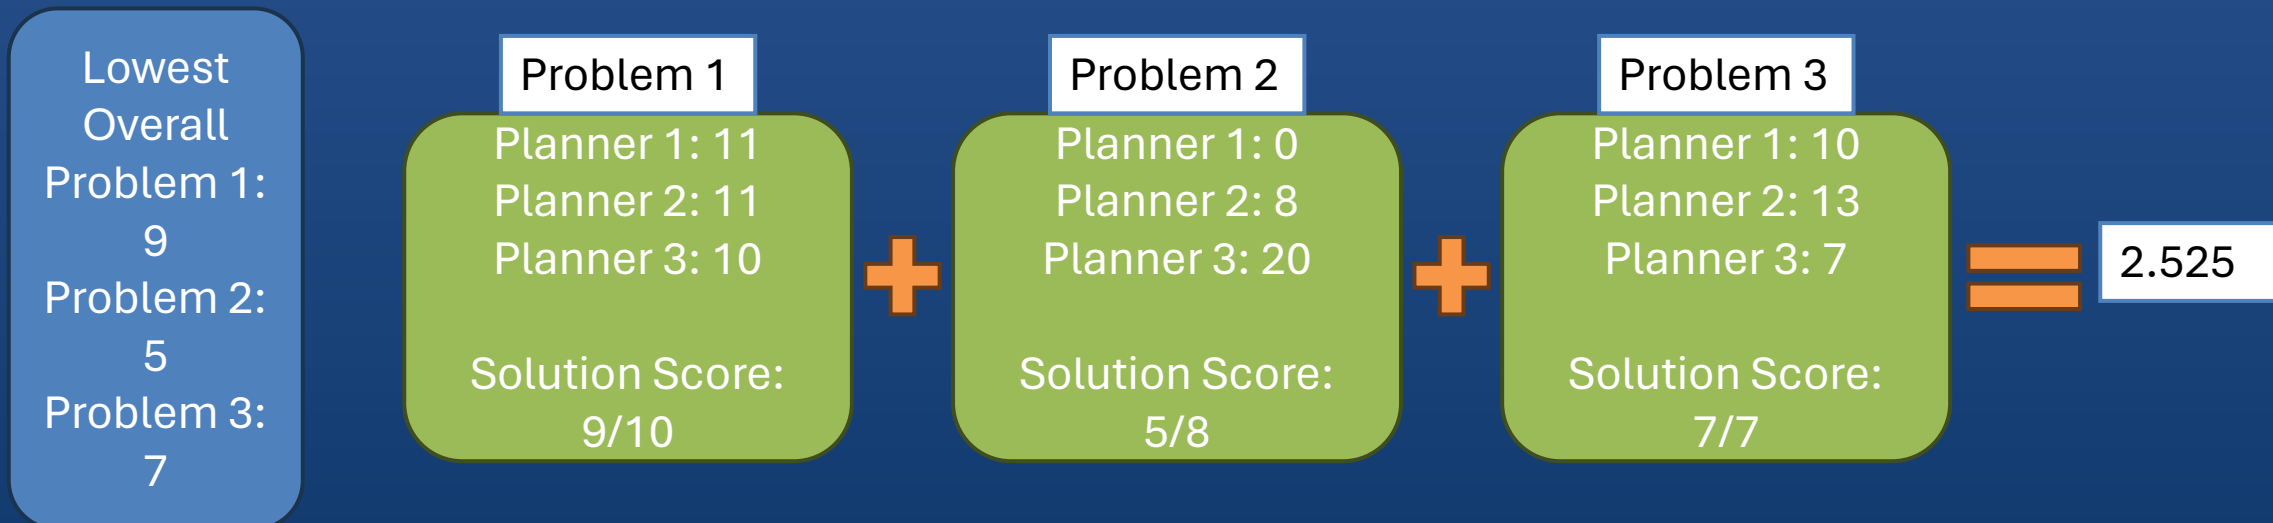 Lowest
Overall
Problem 1:
9
Problem 2:
5
Problem 3:
7
Problem 1
Planner 1: 11
Planner 2: 11
Planner 3: 10
Solution Score:
9/10
Problem 2
Planner 1: 0
Planner 2: 8
Planner 3: 20
Solution Score:
5/8
Problem 3
Planner 1: 10
Planner 2: 13
Planner 3: 7
Solution Score:
7/7
2.525